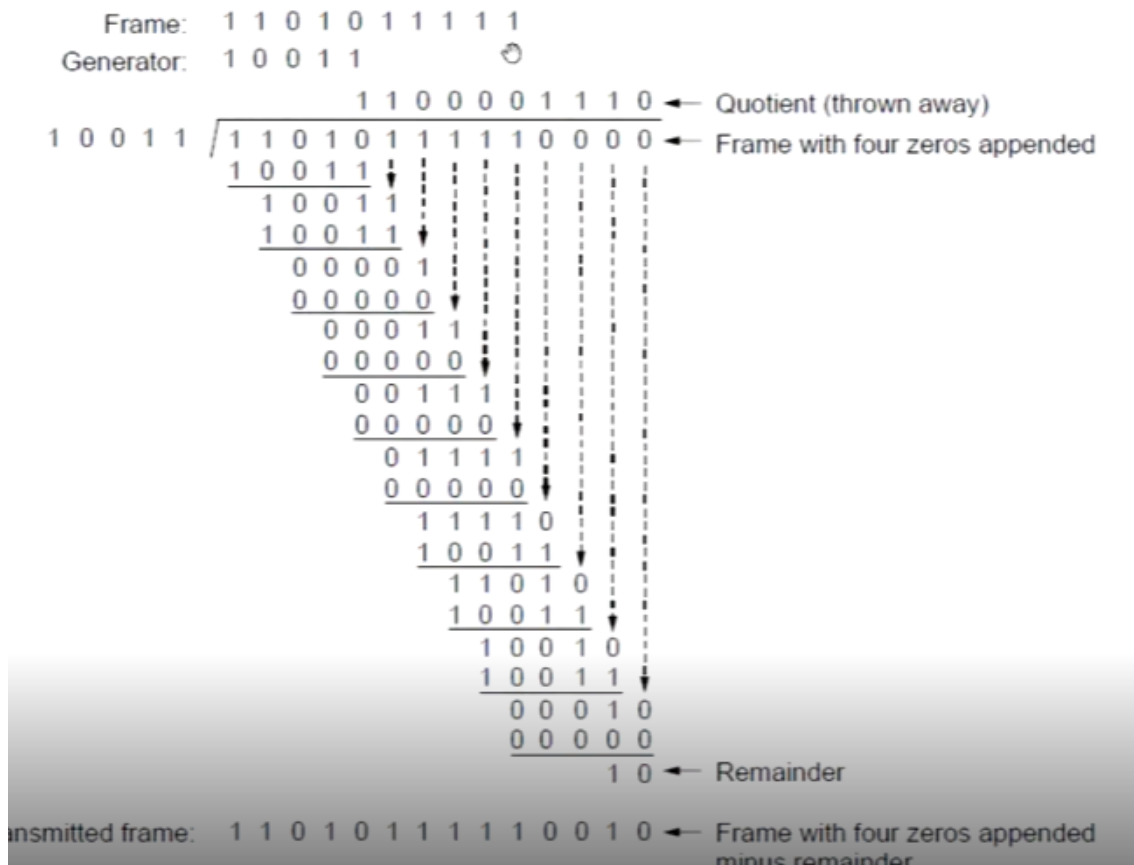 Frame: 1 1 0 1 0 1 1 1 1 1
Generator: 1 0 0 1 1
1 1 0 0 0 0 1 1 1 0 Quotient (thrown away)
1 0 0 1 1 1 1 0 1 0 1 1 1 1 1 0 0 0 0 Frame with four zeros appended
1 0 0 1 1
1 0 0 1 1
1 0 0 1 1
0 0 0 0 1
0 0 0 0 0
0 0 0 1 1
0 0 0 0 0
0 0 1 1 1
0 0 0 0 0
0 1 1 1 1
0 0 0 0 0
1 1 1 1 0
1 0 0 1 1
1 1 0 1 0
1 0 0 1 1
1 0 0 1 0
1 0 0 1 1
0 0 0 1 0
0 0 0 0 0
1 0 Remainder
ansmitted frame: 1 1 0 1 0 1 1 1 1 1 0 0 1 0 Frame with four zeros appended
minus remainder